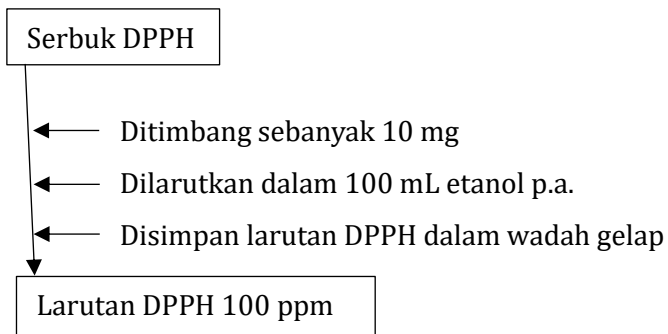 Serbuk DPPH
Ditimbang sebanyak 10 mg
Dilarutkan dalam 100 mL etanol p.a.
Disimpan larutan DPPH dalam wadah gelap
Larutan DPPH 100 ppm